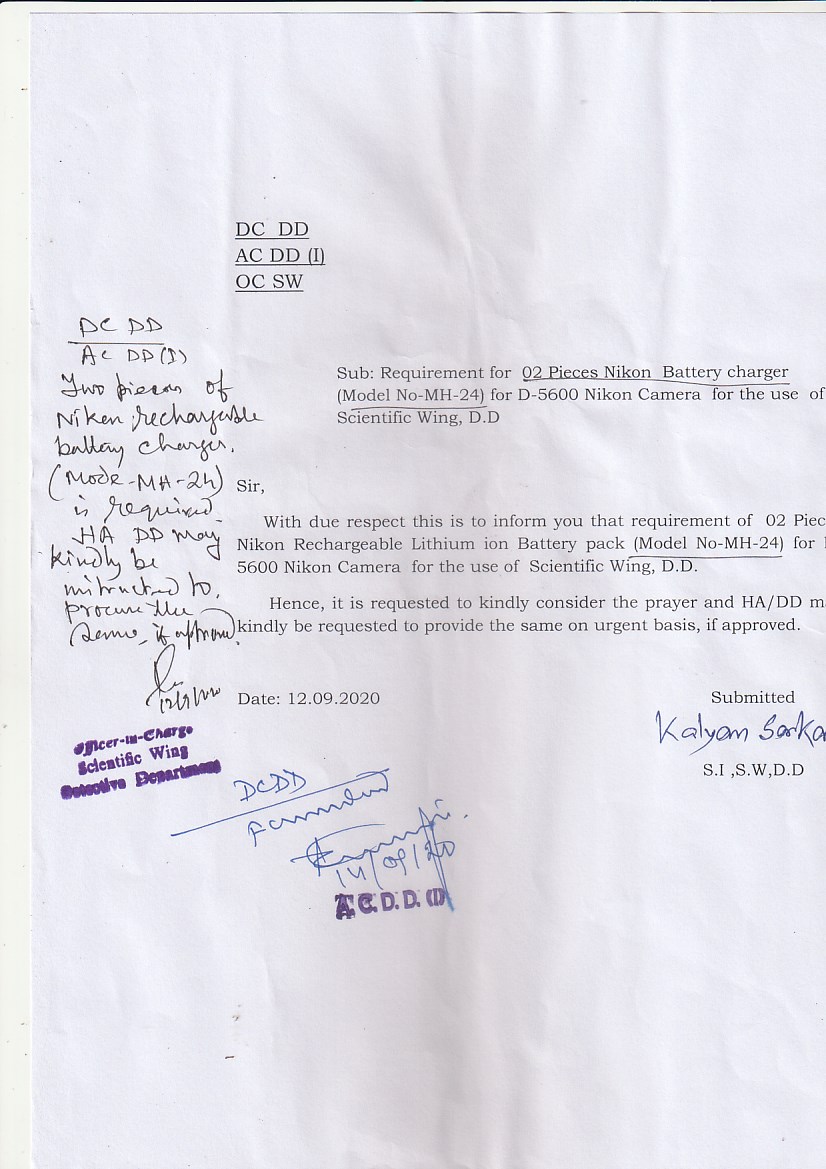 DC DD
AC DD (I)
OC SW
DC DD
AC DD (I)
Two pieces of
Nikon rechargeable
battery charger.
(Mode-MH-24)
is required.
HA DD may
kindly be
instructed to,
procure the
same, if approved.
12/9/2020
Officer-in-Charge
Scientific Wing
Detective Department
Sub: Requirement for 02 Pieces Nikon Battery charger
(Model No-MH-24) for D-5600 Nikon Camera for the use of
Scientific Wing, D.D
Sir,
With due respect this is to inform you that requirement of 02 Piec
Nikon Rechargeable Lithium ion Battery pack (Model No-MH-24) for
5600 Nikon Camera for the use of Scientific Wing, D.D.
Hence, it is requested to kindly consider the prayer and HA/DD m
kindly be requested to provide the same on urgent basis, if approved.
Date: 12.09.2020
Submitted
Kalyan Sarka
S.I ,S.W,D.D
DCDD
Forwarded
14/09/20
A.C.D.D. (I)